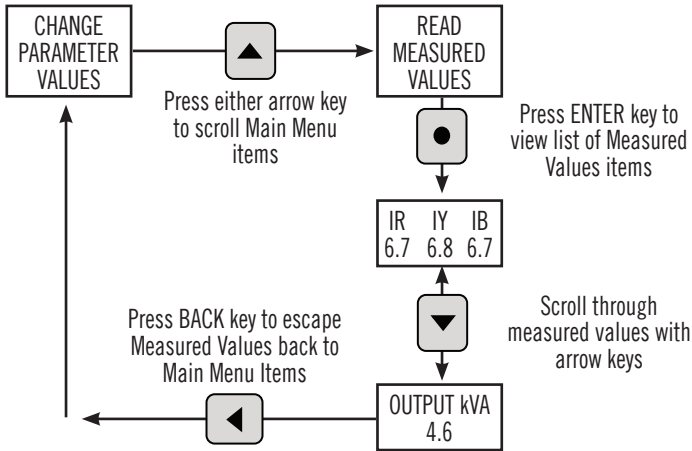 CHANGE
PARAMETER
VALUES
READ
MEASURED
VALUES
Press either arrow key
to scroll Main Menu
items
Press ENTER key to
view list of Measured
Values items
IR IY IB
6.7 6.8 6.7
Scroll through
measured values with
arrow keys
Press BACK key to escape
Measured Values back to
Main Menu Items
OUTPUT kVA
4.6